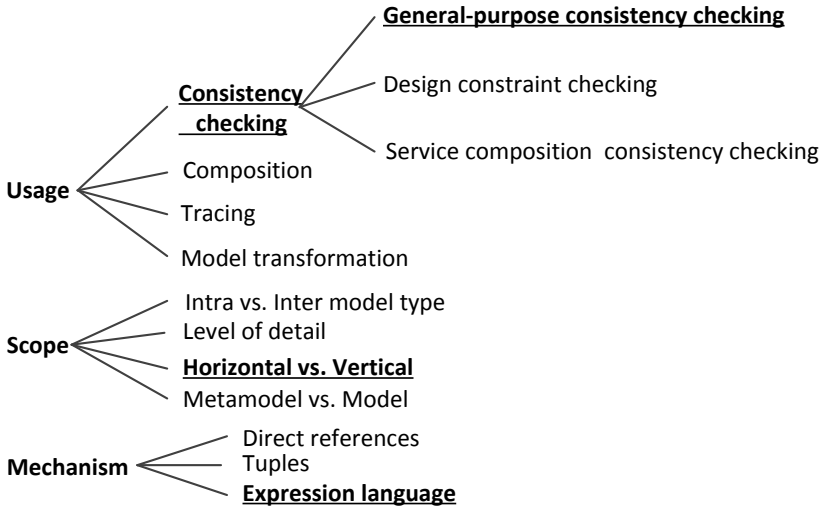 General-purpose consistency checking
Consistency
checking
Design constraint checking
Service composition consistency checking
Usage
Composition
Tracing
Model transformation
Scope
Intra vs. Inter model type
Level of detail
Horizontal vs. Vertical
Metamodel vs. Model
Mechanism
Direct references
Tuples
Expression language